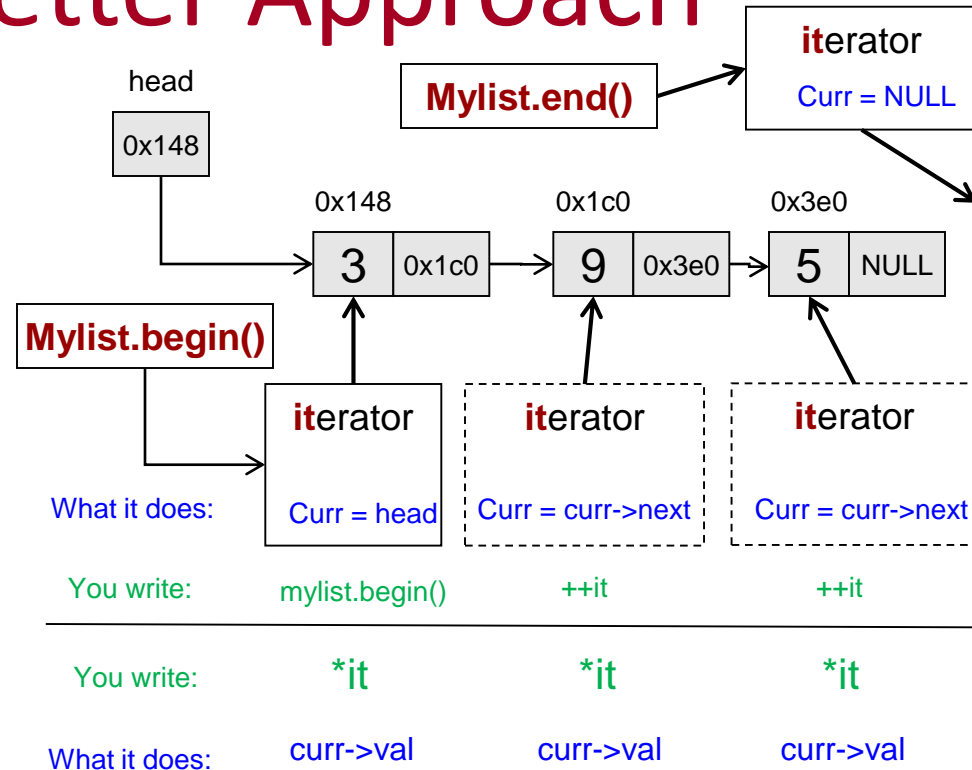 etter Approach
head
0x148
Mylist.end()
iterator
Curr = NULL
0x148
0x1c0
0x3e0
3 0x1c0
9 0x3e0
5 NULL
Mylist.begin()
iterator
iterator
iterator
What it does:
Curr = head
Curr = curr->next
Curr = curr->next
You write:
mylist.begin()
++it
++it
You write:
*it
*it
*it
What it does:
curr->val
curr->val
curr->val